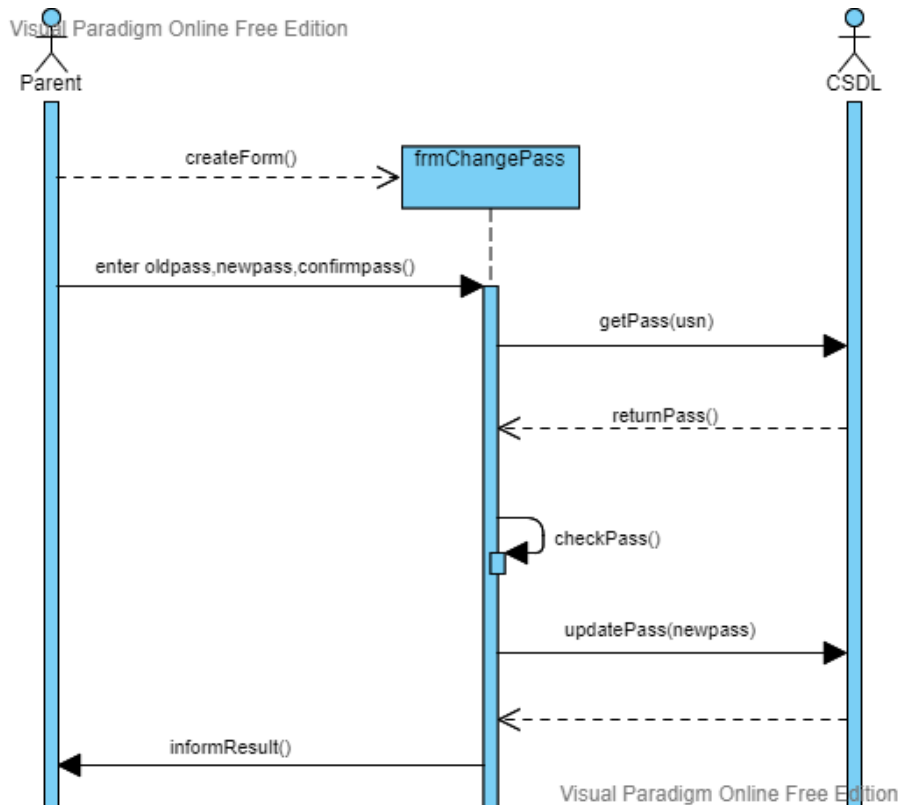 Visual Paradigm Online Free Edition
Parent
CSDL
createForm()
frmChangePass
enter oldpass,newpass,confirmpass()
getPass(usn)
returnPass()
checkPass()
updatePass(newpass)
informResult()
Visual Paradigm Online Free Edition